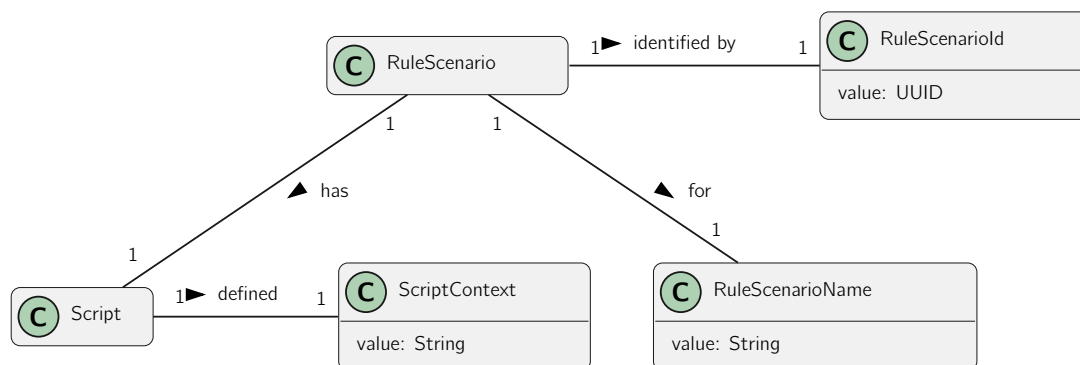 C RuleScenario
1 identified by 1
C RuleScenarioId
value: UUID
1 1
has
for
1 1
C Script
1 defined 1
C ScriptContext
value: String
C RuleScenarioName
value: String